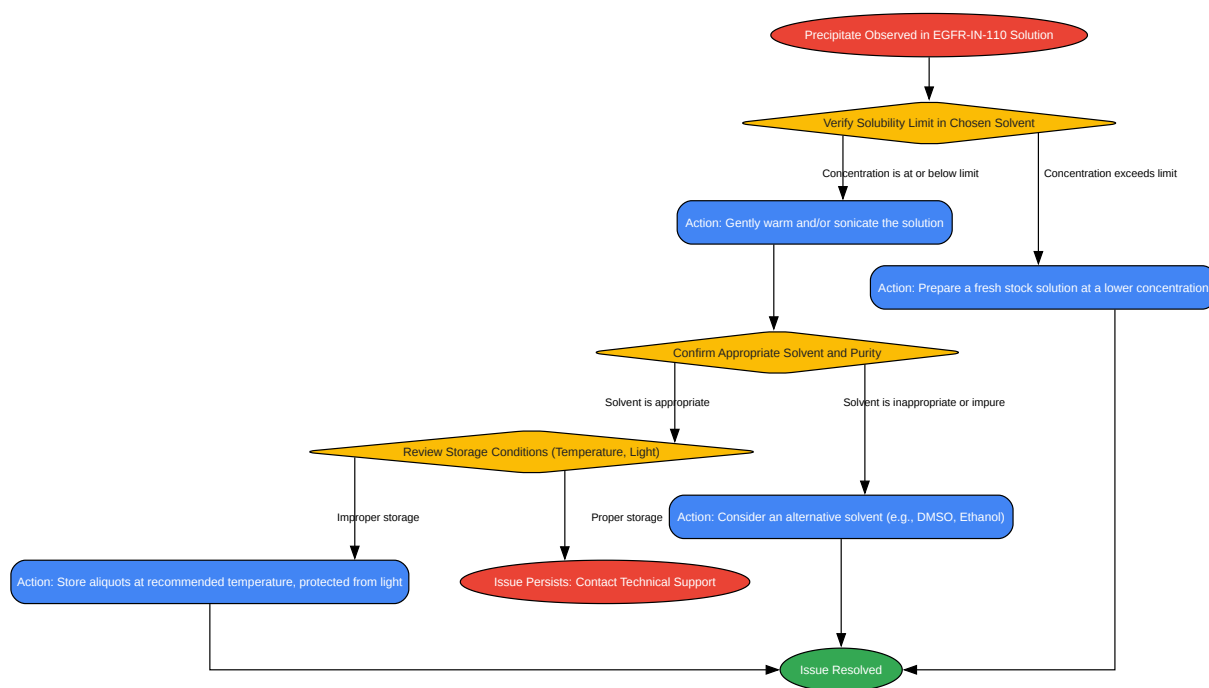 Precipitate Observed in EGFR-IN-110 Solution
Verify Solubility Limit in Chosen Solvent
Concentration is at or below limit
Concentration exceeds limit
Action: Gently warm and/or sonicate the solution
Action: Prepare a fresh stock solution at a lower concentration
Confirm Appropriate Solvent and Purity
Solvent is appropriate
Solvent is inappropriate or impure
Review Storage Conditions (Temperature, Light)
Improper storage
Proper storage
Action: Consider an alternative solvent (e.g., DMSO, Ethanol)
Action: Store aliquots at recommended temperature, protected from light
Issue Persists: Contact Technical Support
Issue Resolved